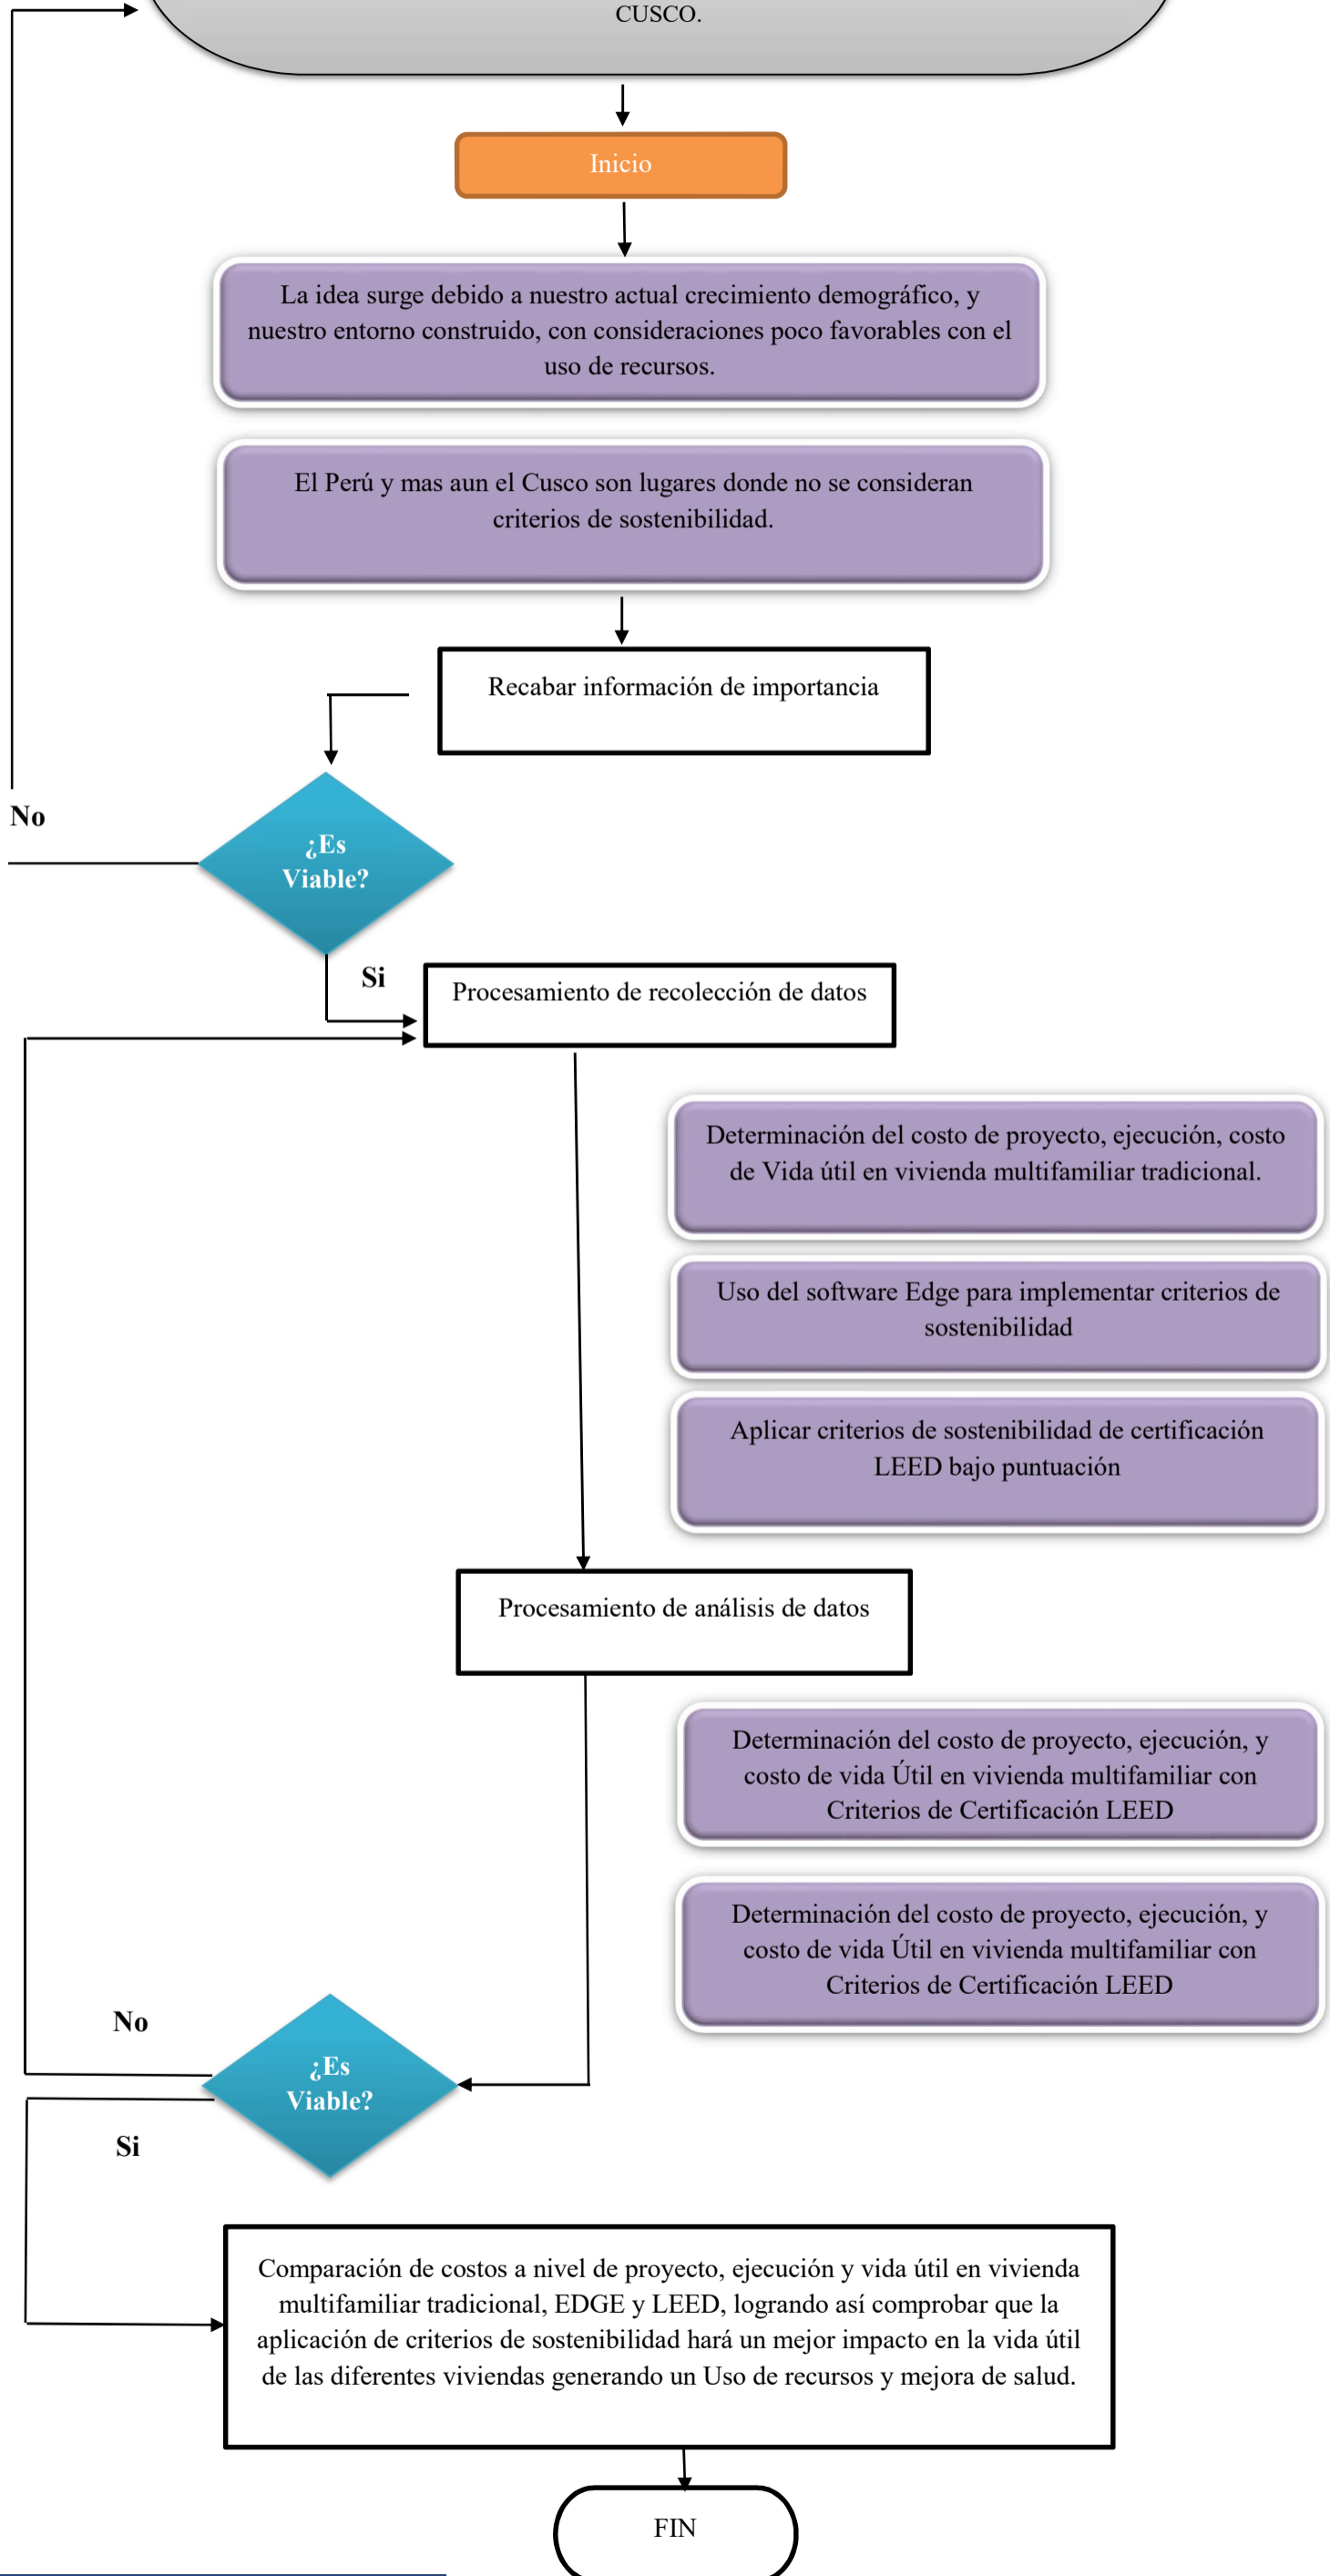 CUSCO.
Inicio
La idea surge debido a nuestro actual crecimiento demográfico, y
nuestro entorno construido, con consideraciones poco favorables con el
uso de recursos.
El Perú y mas aun el Cusco son lugares donde no se consideran
criterios de sostenibilidad.
Recabar información de importancia
No
¿Es
Viable?
Si
Procesamiento de recolección de datos
Determinación del costo de proyecto, ejecución, costo
de Vida útil en vivienda multifamiliar tradicional.
Uso del software Edge para implementar criterios de
sostenibilidad
Aplicar criterios de sostenibilidad de certificación
LEED bajo puntuación
Procesamiento de análisis de datos
Determinación del costo de proyecto, ejecución, y
costo de vida Útil en vivienda multifamiliar con
Criterios de Certificación LEED
Determinación del costo de proyecto, ejecución, y
costo de vida Útil en vivienda multifamiliar con
Criterios de Certificación LEED
No
¿Es
Viable?
Si
Comparación de costos a nivel de proyecto, ejecución y vida útil en vivienda
multifamiliar tradicional, EDGE y LEED, logrando así comprobar que la
aplicación de criterios de sostenibilidad hará un mejor impacto en la vida útil
de las diferentes viviendas generando un Uso de recursos y mejora de salud.
FIN